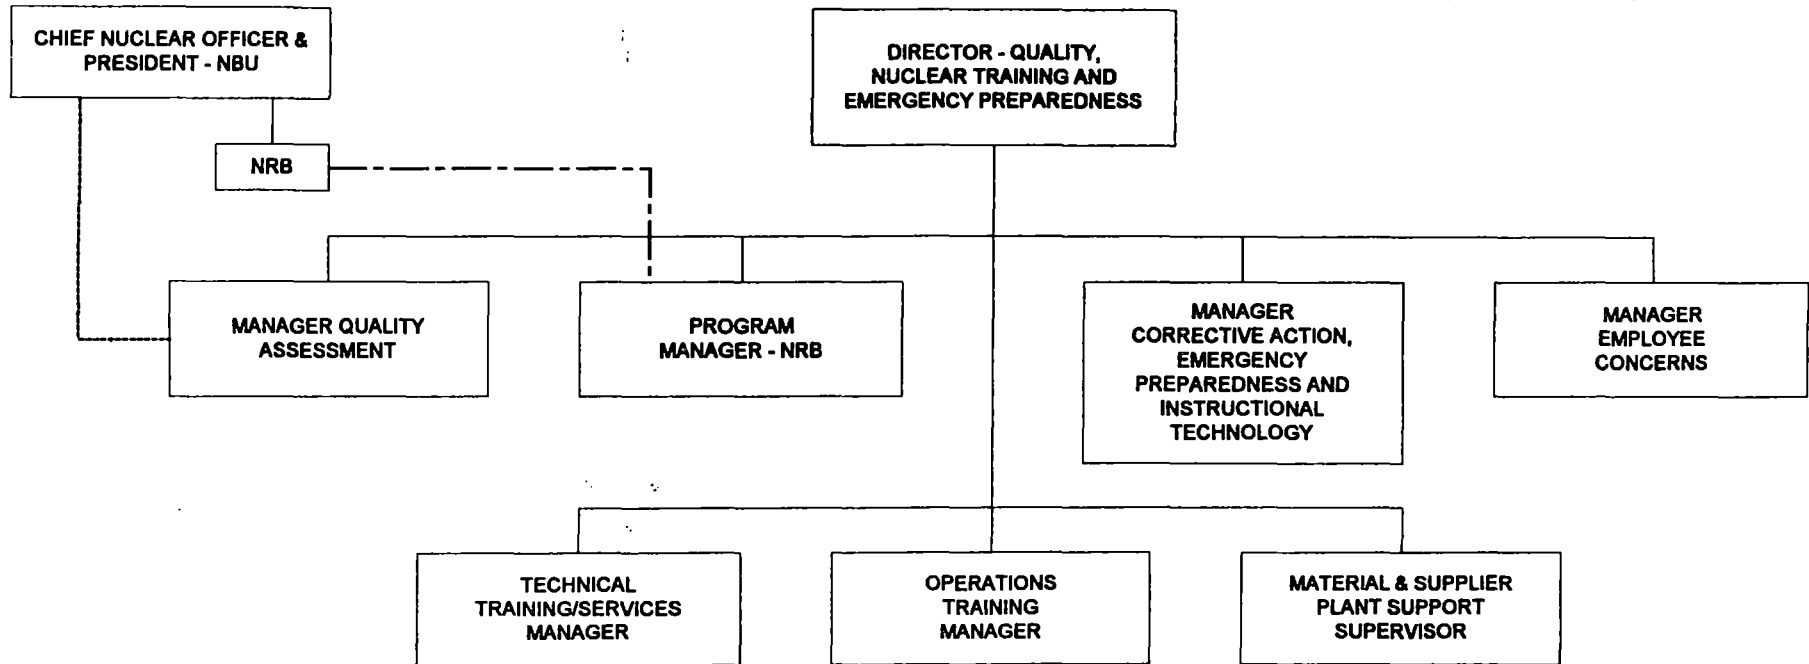 CHIEF NUCLEAR OFFICER &
PRESIDENT - NBU
DIRECTOR - QUALITY,
NUCLEAR TRAINING AND
EMERGENCY PREPAREDNESS
NRB
MANAGER QUALITY
ASSESSMENT
PROGRAM
MANAGER - NRB
MANAGER
CORRECTIVE ACTION,
EMERGENCY
PREPAREDNESS AND
INSTRUCTIONAL
TECHNOLOGY
MANAGER
EMPLOYEE
CONCERNS
TECHNICAL
TRAINING/SERVICES
MANAGER
OPERATIONS
TRAINING
MANAGER
MATERIAL & SUPPLIER
PLANT SUPPORT
SUPERVISOR